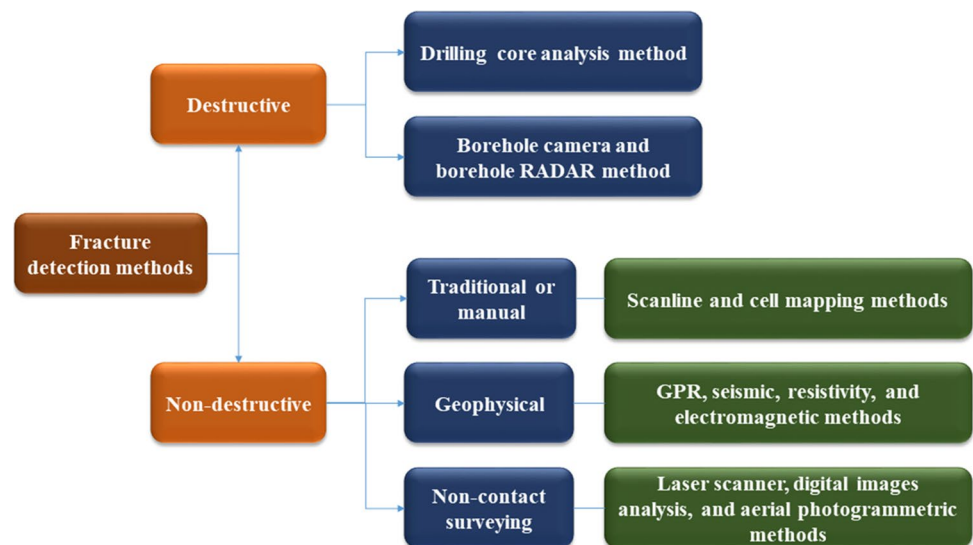 Drilling core analysis method
Destructive
Borehole camera and
borehole RADAR method
Fracture
detection methods
Traditional or
manual
Scanline and cell mapping methods
Non-destructive
Geophysical
GPR, seismic, resistivity, and
electromagnetic methods
Non-contact
surveying
Laser scanner, digital images
analysis, and aerial photogrammetric
methods